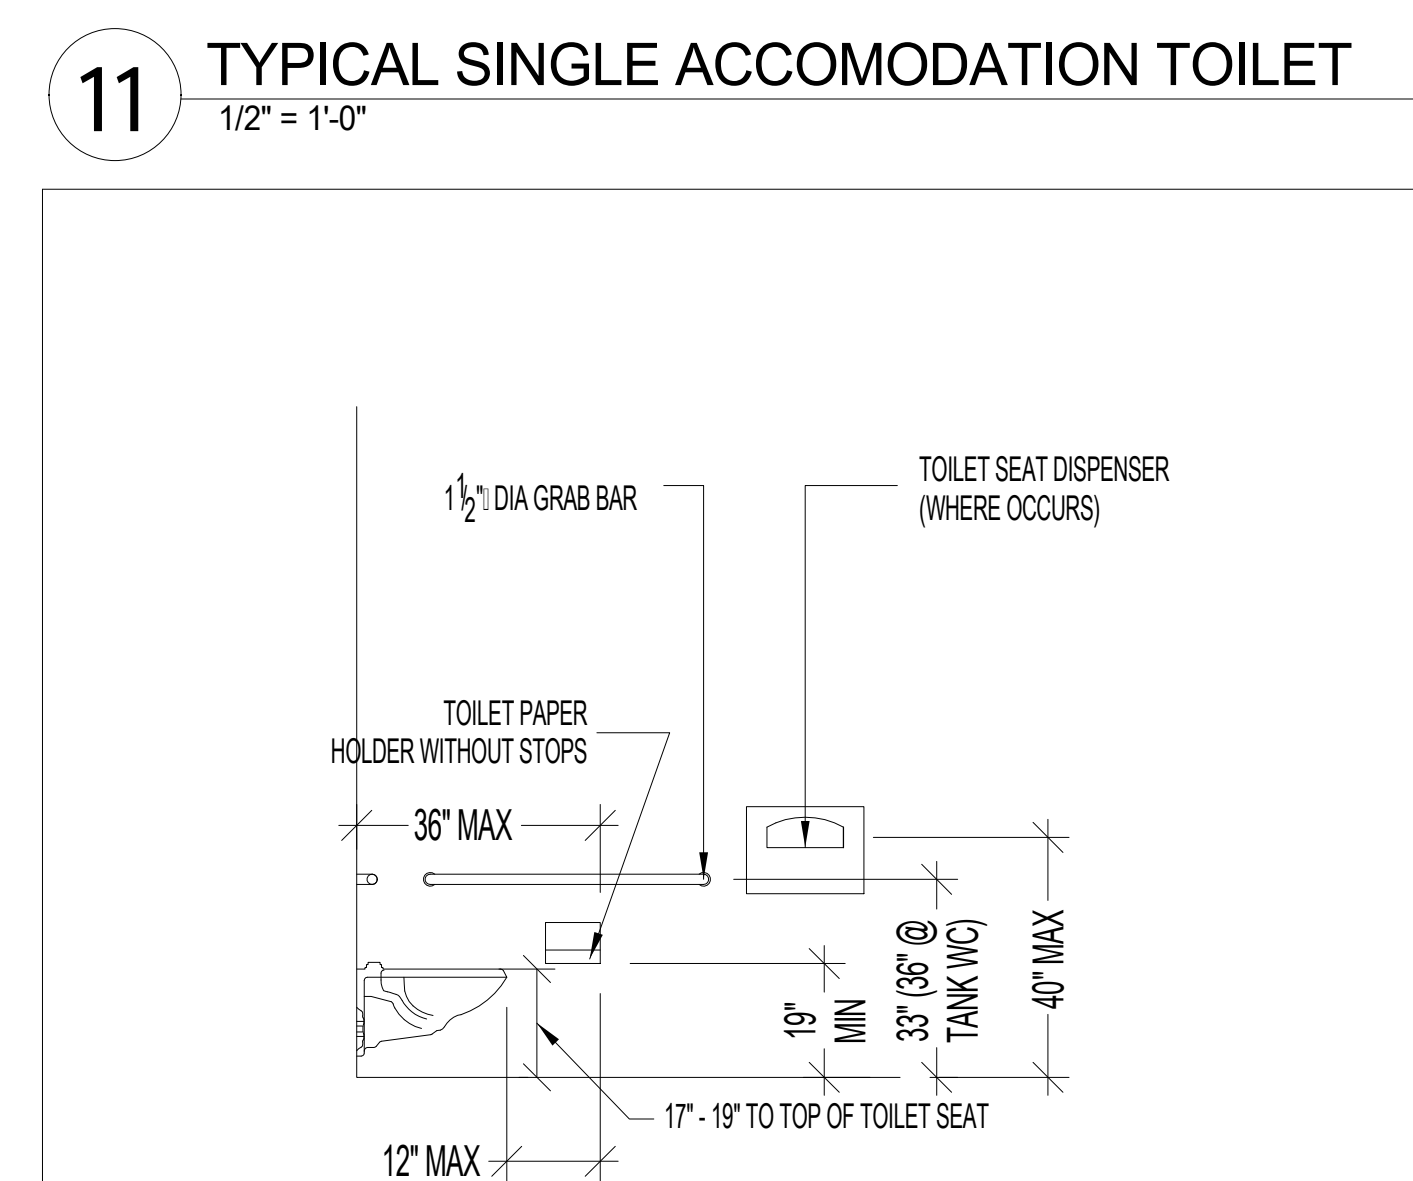 11
TYPICAL SINGLE ACCOMODATION TOILET
1/2" = 1'-0"
1 1/2" DIA GRAB BAR
TOILET SEAT DISPENSER
(WHERE OCCURS)
TOILET PAPER
HOLDER WITHOUT STOPS
36" MAX
19"
MIN
33" (36" @
TANK WC)
40" MAX
17" - 19" TO TOP OF TOILET SEAT
12" MAX